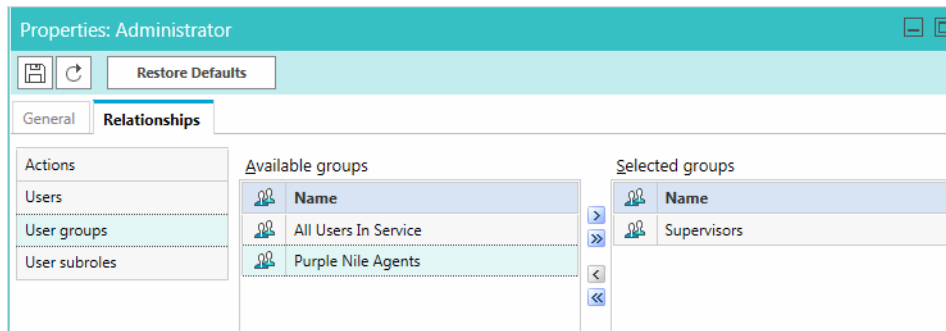 Properties: Administrator
Restore Defaults
General Relationships
Actions
Users
User groups
User subroles
Available groups
Name
All Users In Service
Purple Nile Agents
Selected groups
Name
Supervisors